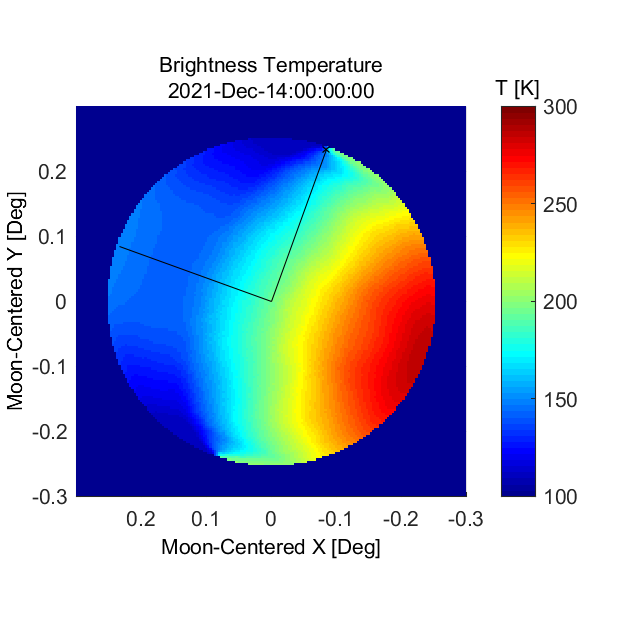 Brightness Temperature
2021-Dec-14:00:00:00
T [K]
300
250
200
150
100
Moon-Centered Y [Deg]
0.2
0.1
0
-0.1
-0.2
-0.3
0.2 0.1 0 -0.1 -0.2 -0.3
Moon-Centered X [Deg]